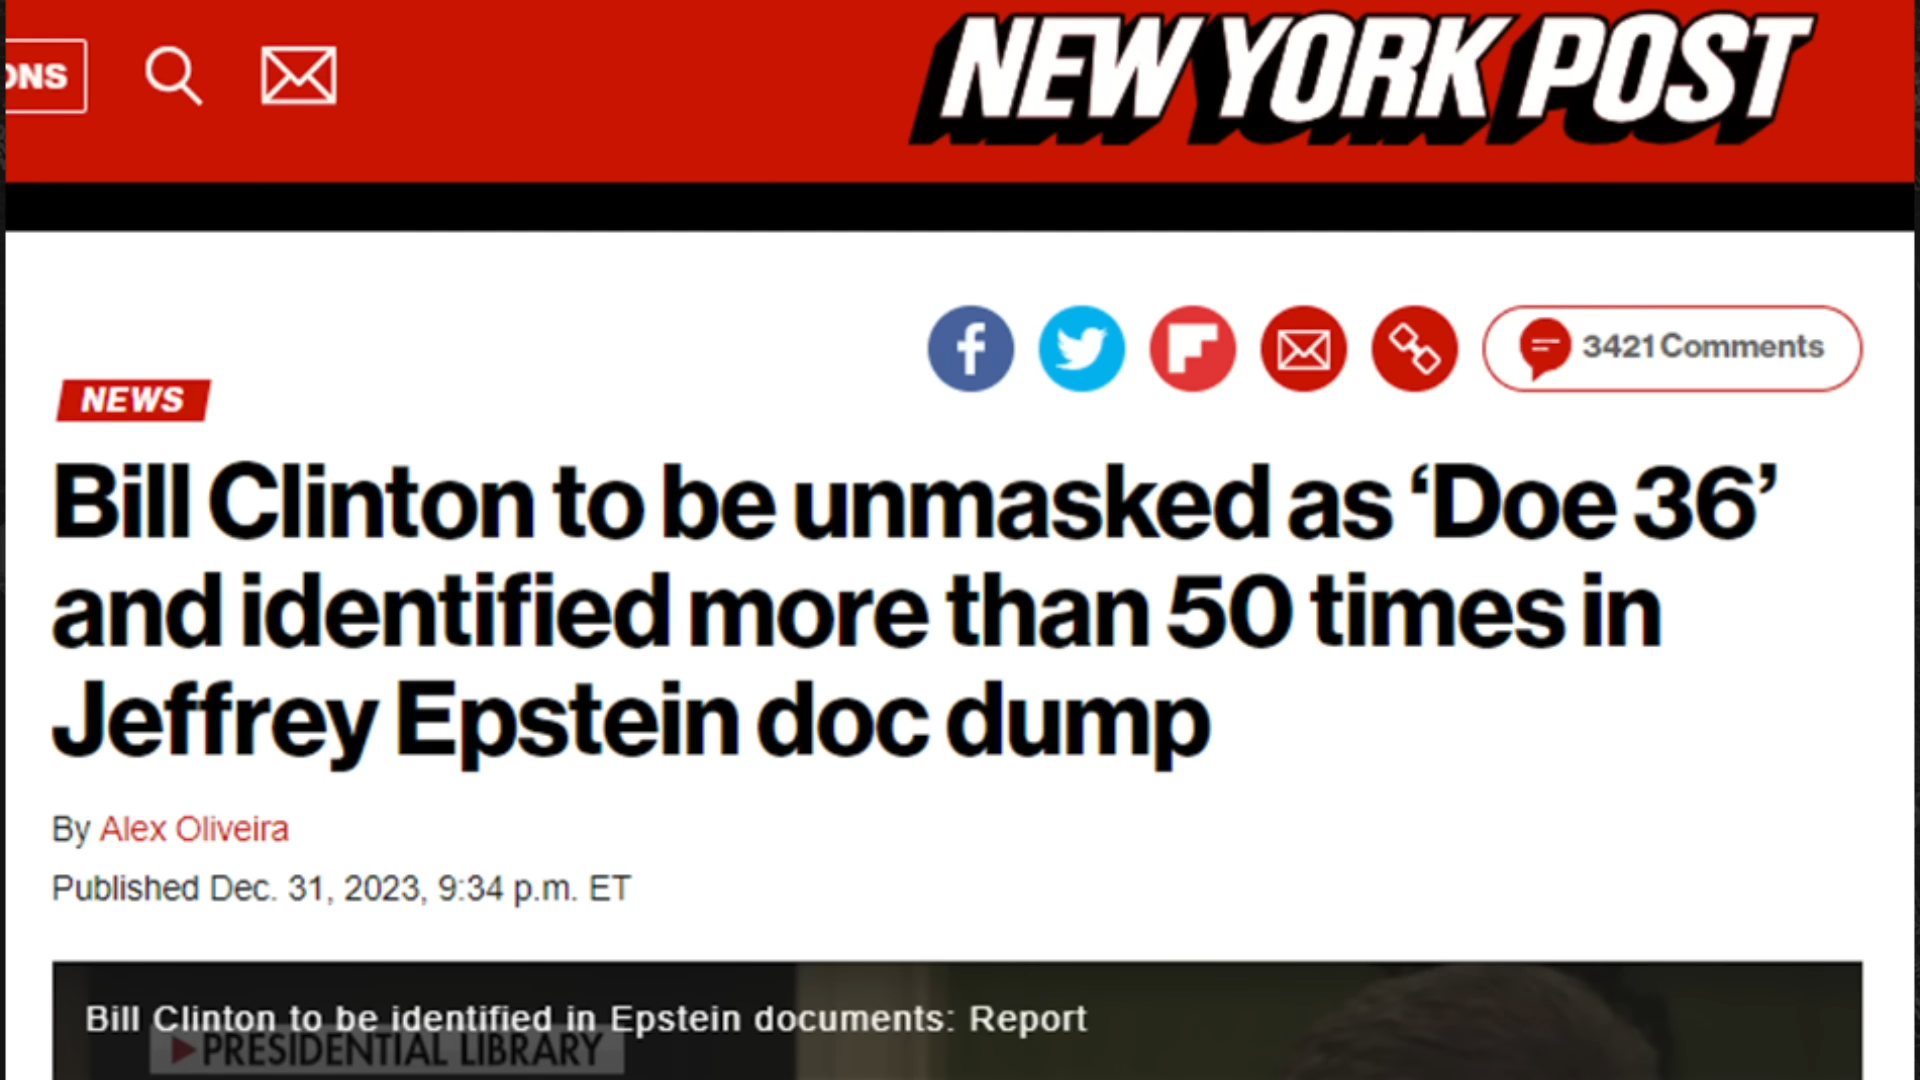 ONS
NEW YORK POST
3421 Comments
NEWS
Bill Clinton to be unmasked as ‘Doe 36’
and identified more than 50 times in
Jeffrey Epstein doc dump
By Alex Oliveira
Published Dec. 31, 2023, 9:34 p.m. ET
Bill Clinton to be identified in Epstein documents: Report
PRESIDENTIAL LIBRARY